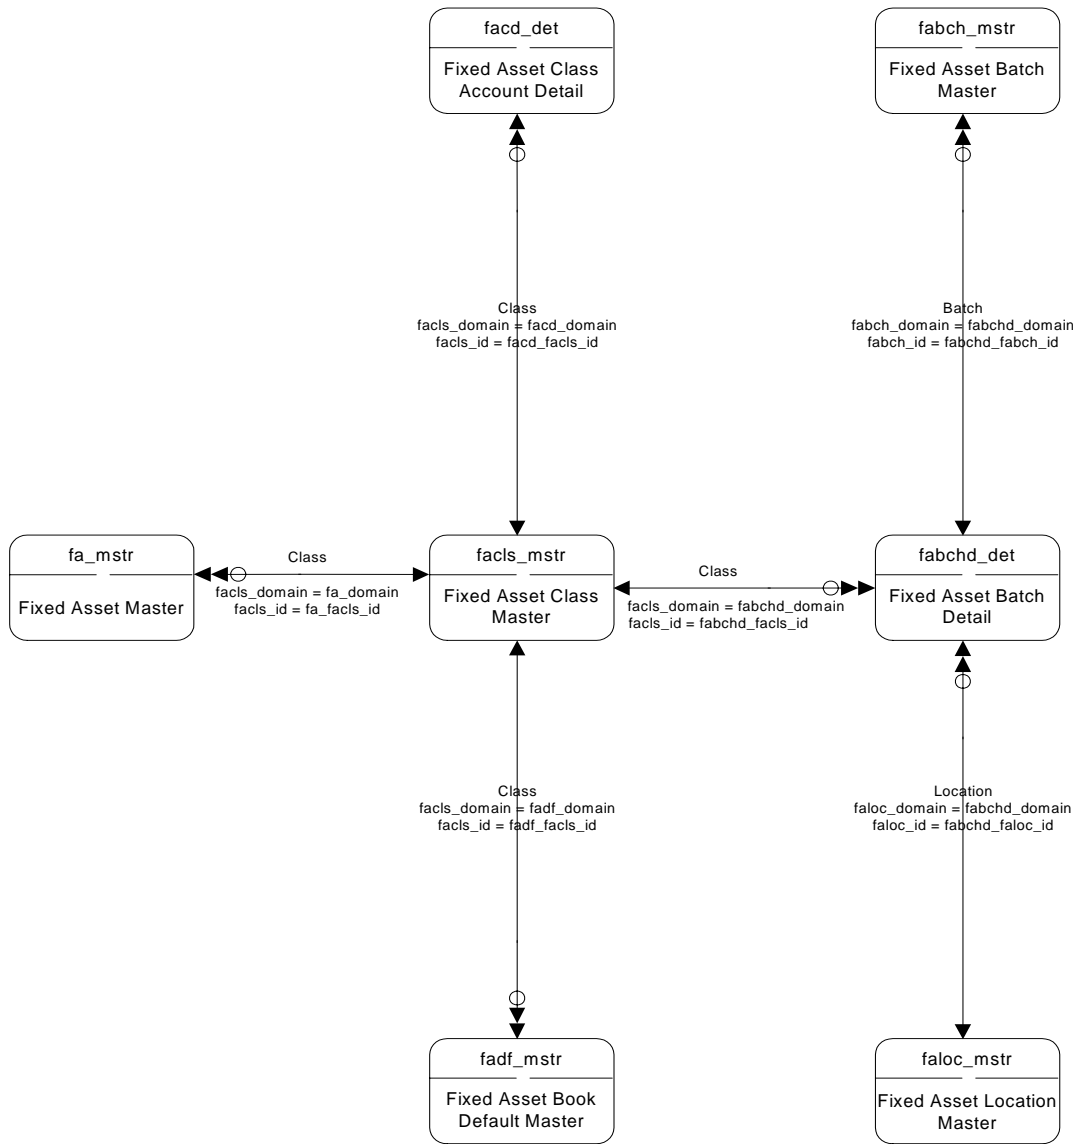 facd_det
Fixed Asset Class
Account Detail
fabch_mstr
Fixed Asset Batch
Master
Class
facls_domain = facd_domain
facls_id = facd_facls_id
Batch
fabch_domain = fabchd_domain
fabch_id = fabchd_fabch_id
fa_mstr
Fixed Asset Master
Class
facls_domain = fa_domain
facls_id = fa_facls_id
facls_mstr
Fixed Asset Class
Master
Class
facls_domain = fabchd_domain
facls_id = fabchd_facls_id
fabchd_det
Fixed Asset Batch
Detail
Class
facls_domain = fadf_domain
facls_id = fadf_facls_id
Location
faloc_domain = fabchd_domain
faloc_id = fabchd_faloc_id
fadf_mstr
Fixed Asset Book
Default Master
faloc_mstr
Fixed Asset Location
Master